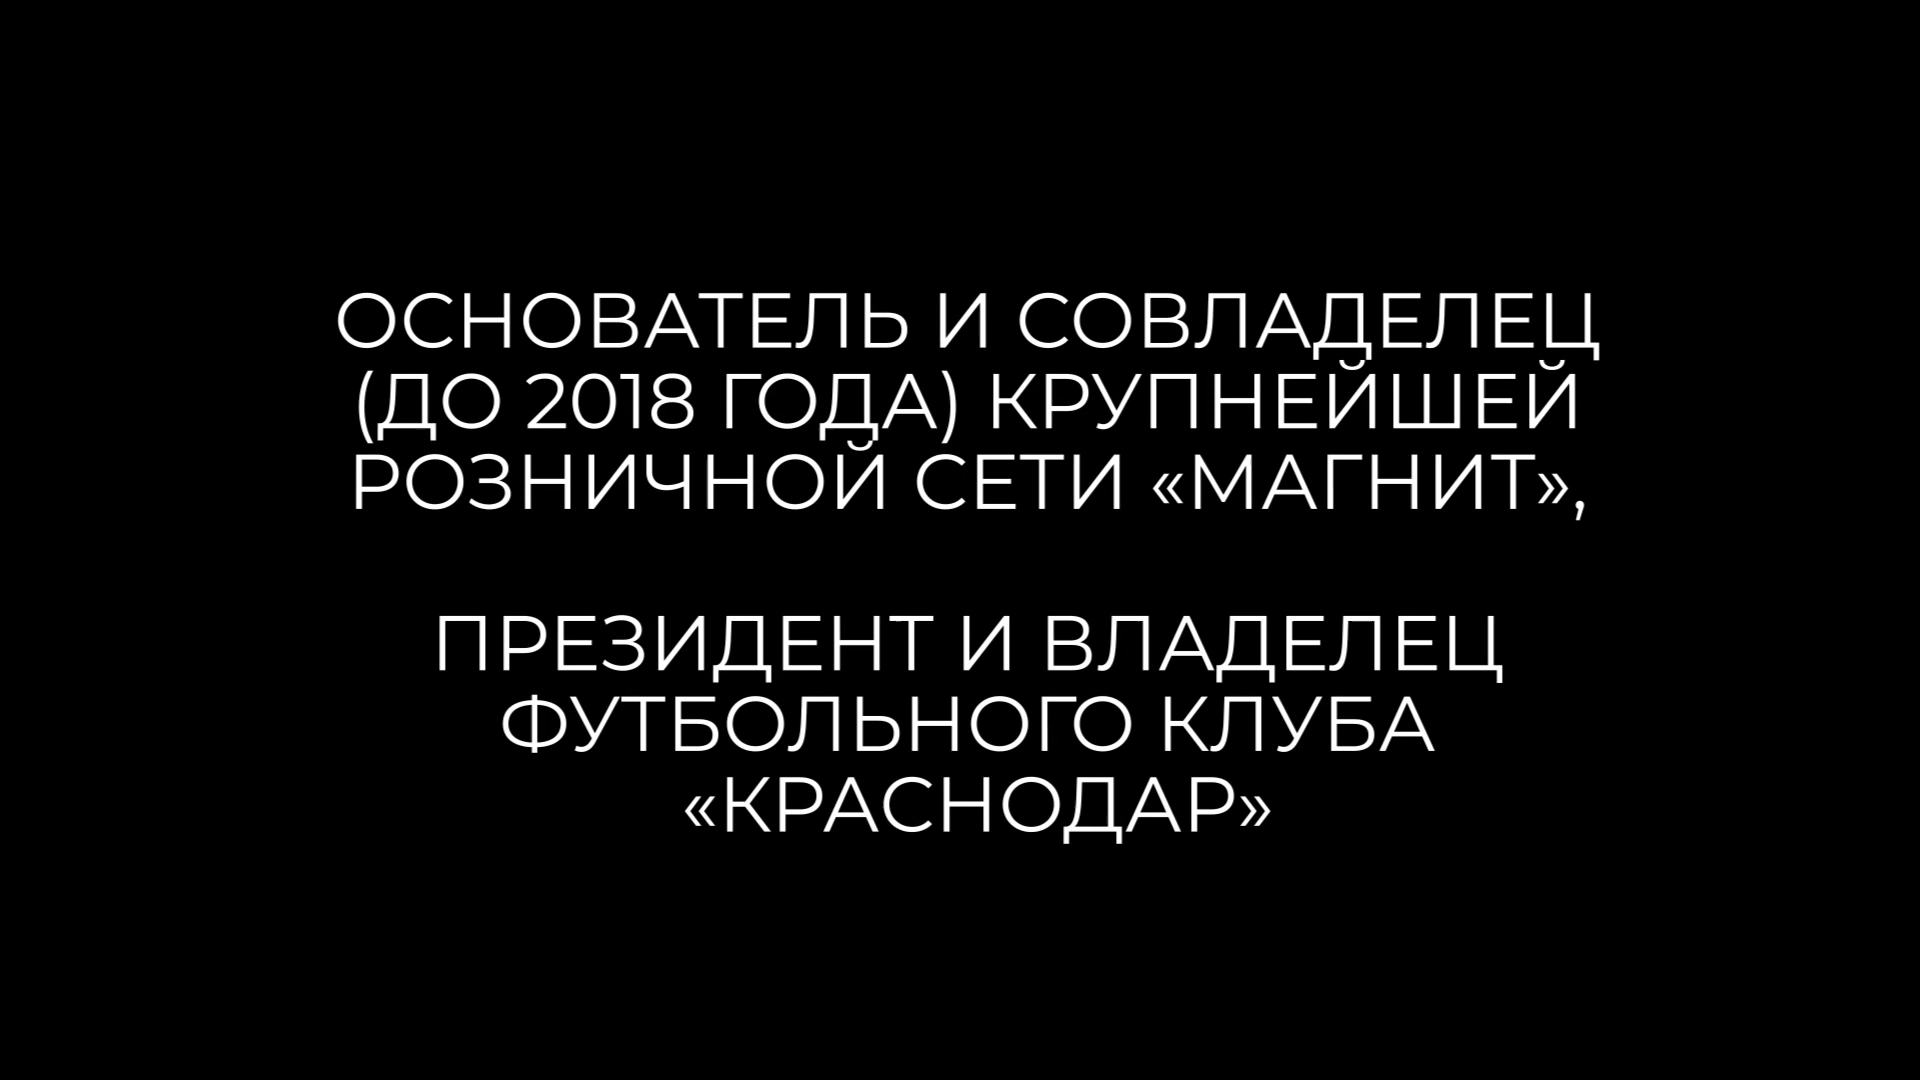 ОСНОВАТЕЛЬ И СОВЛАДЕЛЕЦ
(ДО 2018 ГОДА) КРУПНЕЙШЕЙ
РОЗНИЧНОЙ СЕТИ «МАГНИТ»,
ПРЕЗИДЕНТ И ВЛАДЕЛЕЦ
ФУТБОЛЬНОГО КЛУБА
«КРАСНОДАР»